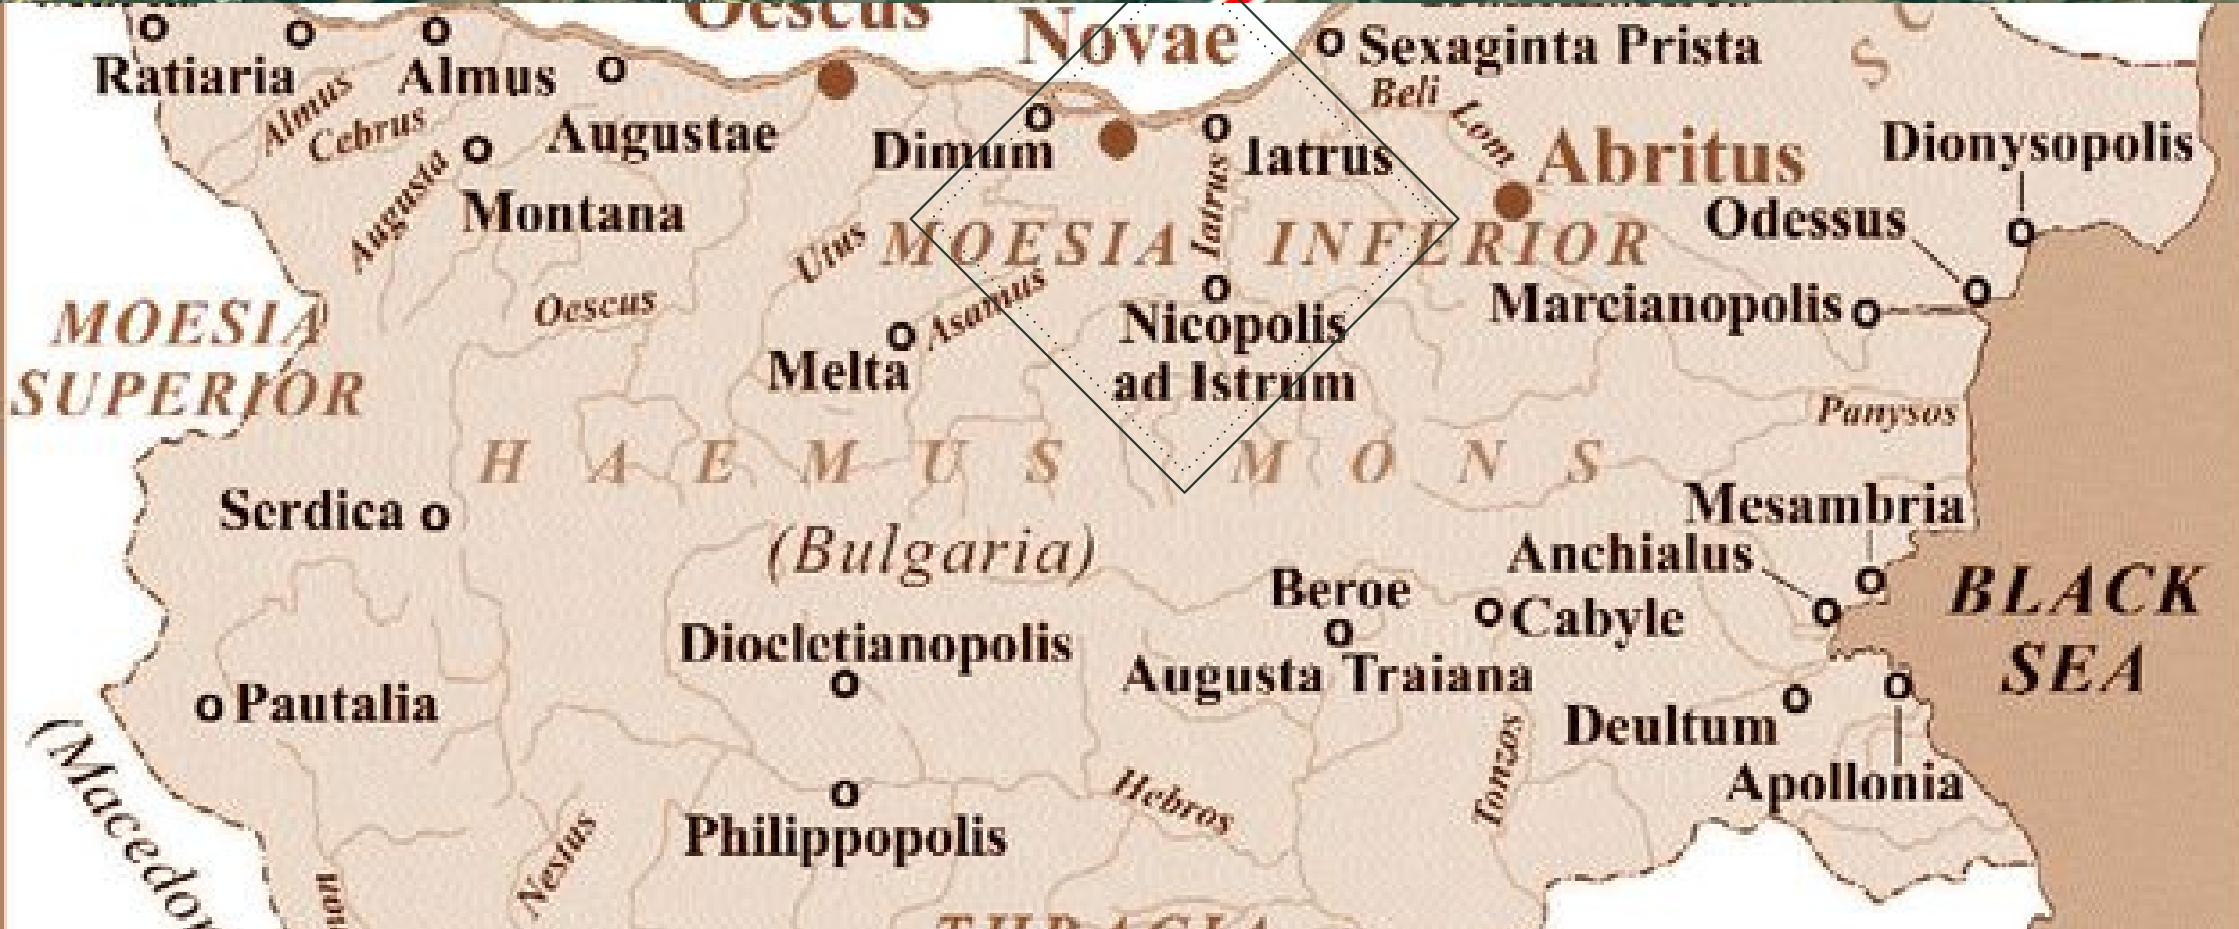 Oescus
Novae
Sexaginta Prista
Ratiaria
Almus
Almus
Cebrus
Augustae
Augusta
Montana
Dimum
Iatrus
Iatrus
Beli Lom
Abritus
Dionysopolis
Odessus
MOESIA INFERIOR
Utus
Oescus
Asamus
Melta
Nicopolis
ad Istrum
Marcianopolis
MOESIA
SUPERIOR
Panysos
HAEMUS MONS
Serdica
(Bulgaria)
Mesambria
Anchialus
BLACK
SEA
Beroe
Cabyle
Diocletianopolis
Augusta Traiana
Pautalia
Deultum
Apollonia
Tonzos
Hebros
Philippopolis
Nestus
THRACIA